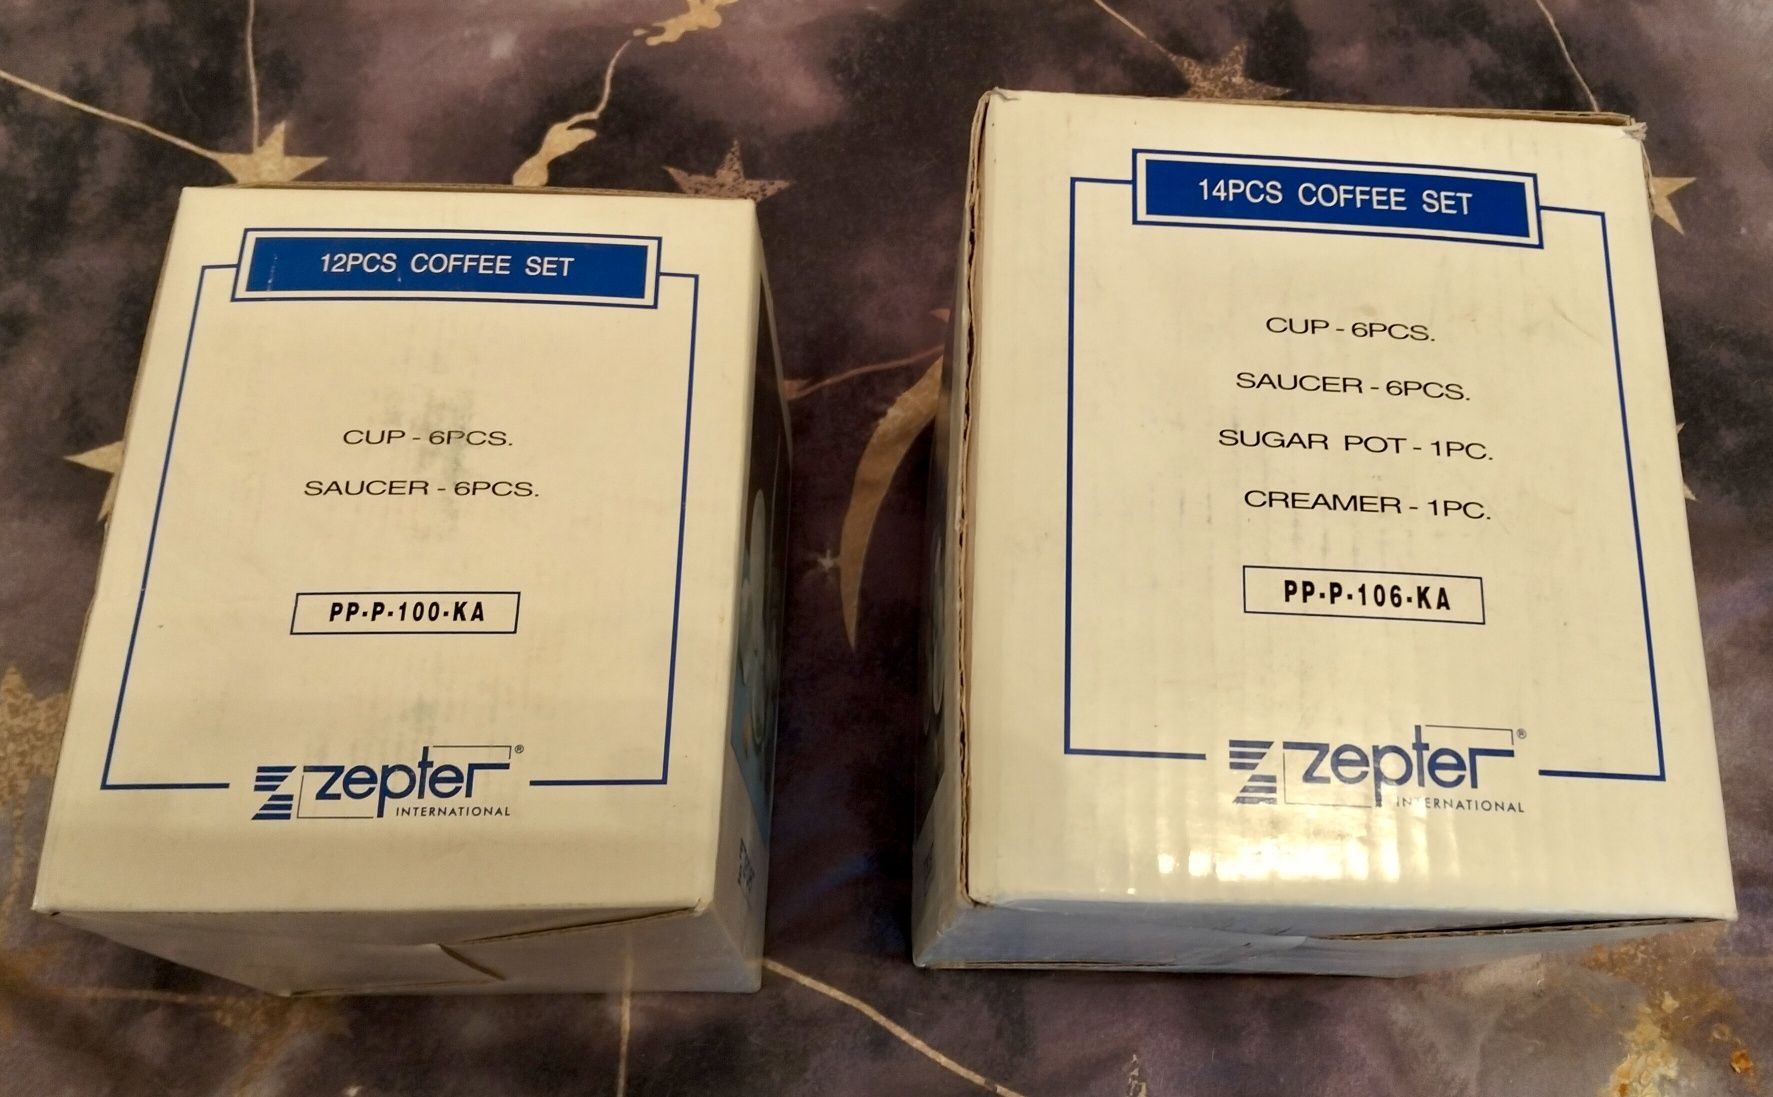 12PCS COFFEE SET
CUP - 6PCS.
SAUCER - 6PCS.
PP-P-100-KA
zepter®
INTERNATIONAL
14PCS COFFEE SET
CUP - 6PCS.
SAUCER - 6PCS.
SUGAR POT - 1PC.
CREAMER - 1PC.
PP-P-106-KA
zepter®
INTERNATIONAL